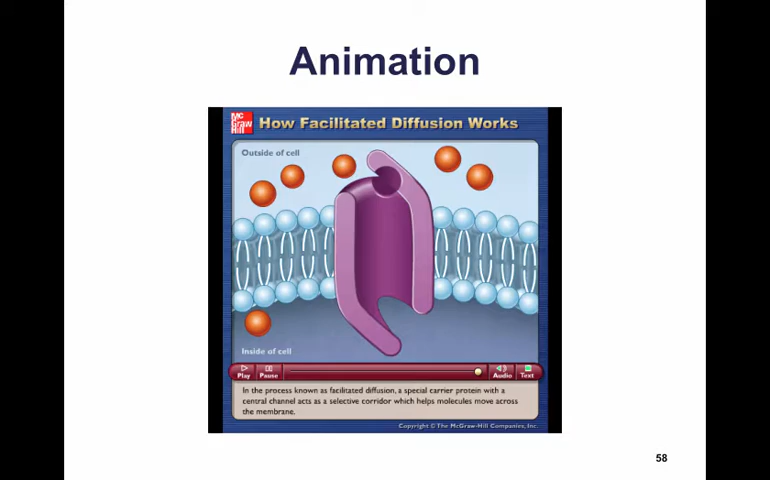 Animation
Mc
Graw
Hill
How Facilitated Diffusion Works
Outside of cell
Inside of cell
Play
Pause
Audio
Text
In the process known as facilitated diffusion, a special carrier protein with a
central channel acts as a selective corridor which helps molecules move across
the membrane.
Copyright © The McGraw-Hill Companies, Inc.
58